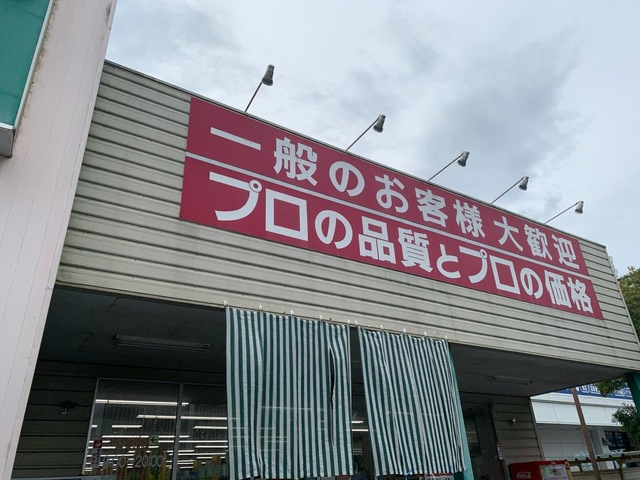 一般のお客様 大歓迎
プロの品質とプロの価格